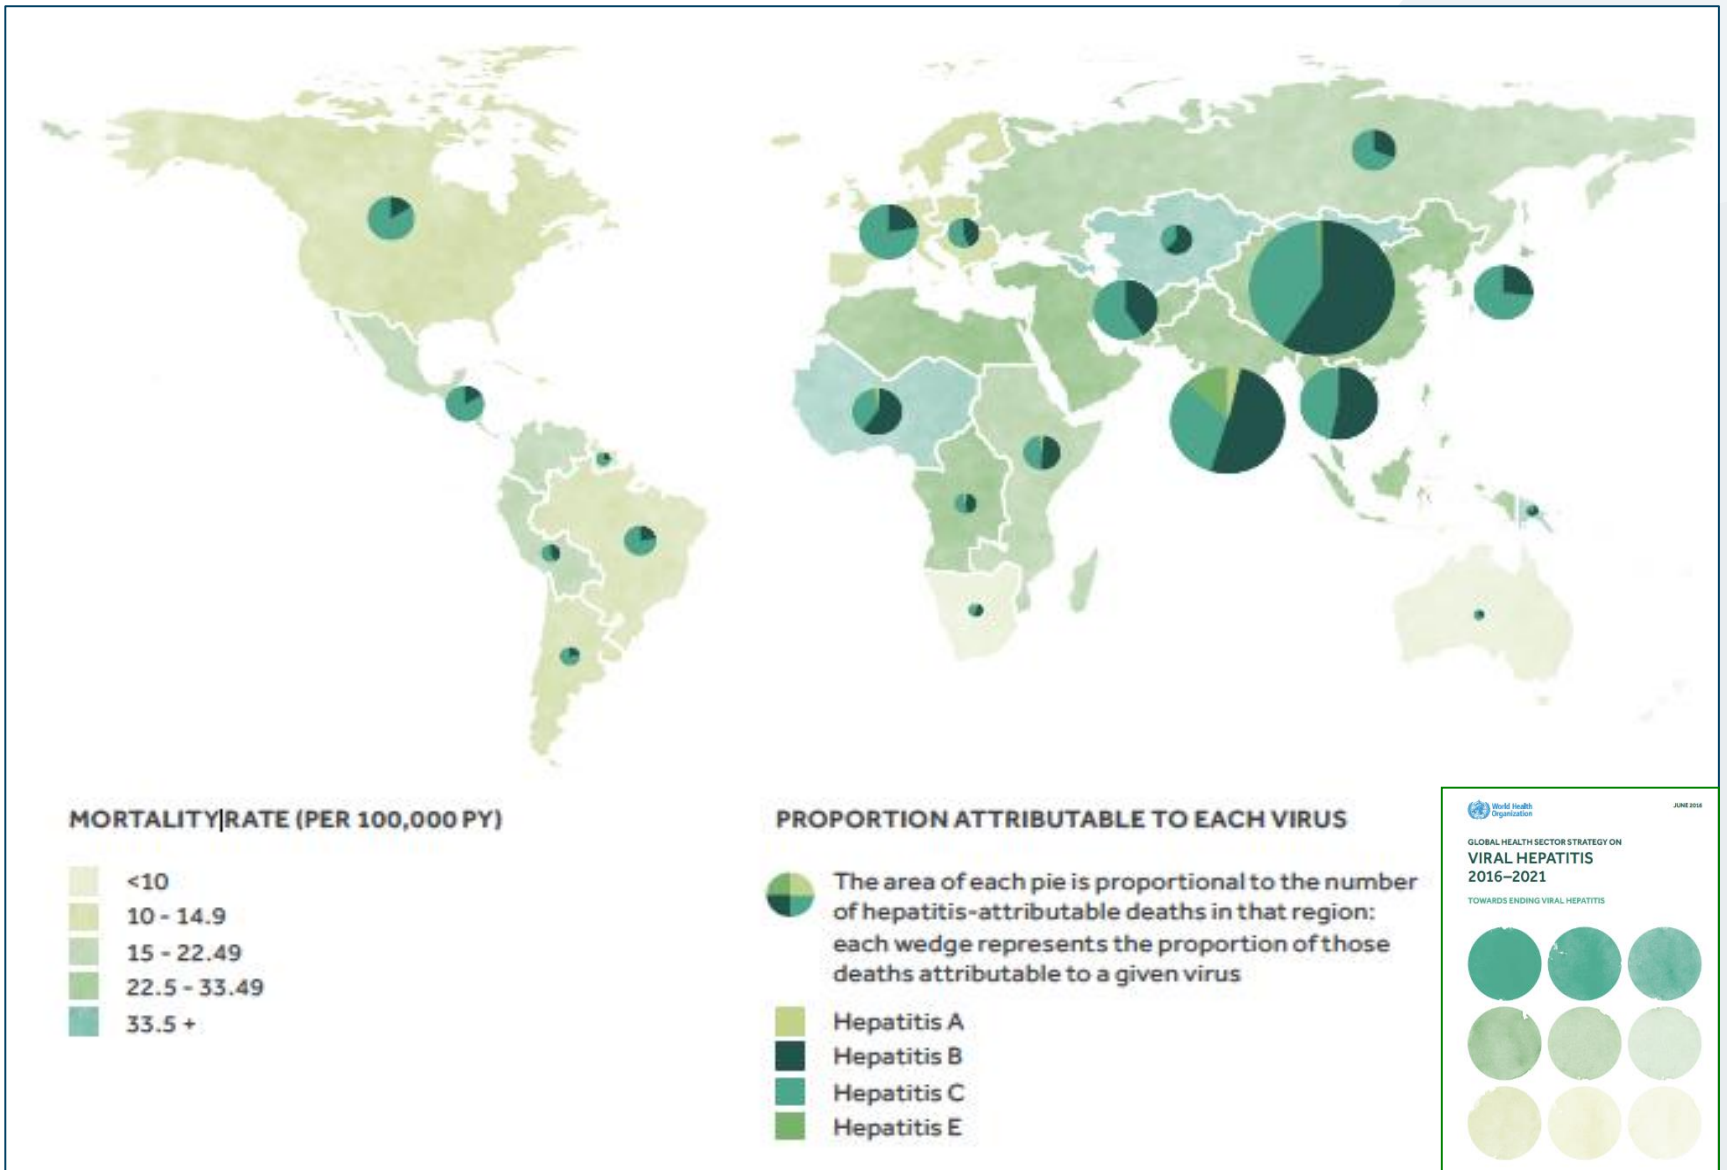 MORTALITY RATE (PER 100,000 PY)
<10
10 - 14.9
15 - 22.49
22.5 - 33.49
33.5 +
PROPORTION ATTRIBUTABLE TO EACH VIRUS
The area of each pie is proportional to the number
of hepatitis-attributable deaths in that region:
each wedge represents the proportion of those
deaths attributable to a given virus
Hepatitis A
Hepatitis B
Hepatitis C
Hepatitis E
World Health
Organization
JUNE 2016
GLOBAL HEALTH SECTOR STRATEGY ON
VIRAL HEPATITIS
2016–2021
TOWARDS ENDING VIRAL HEPATITIS